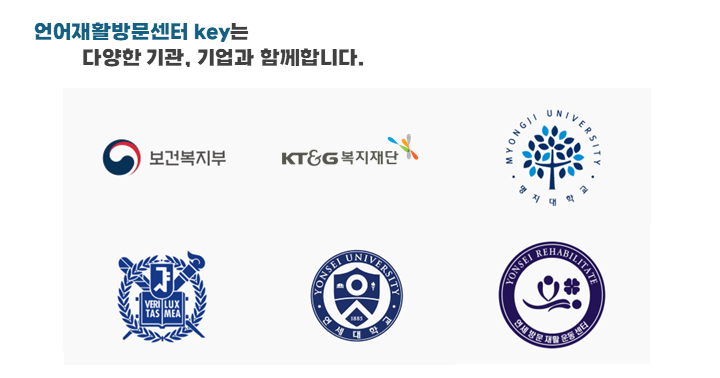 언어재활방문센터 key는
다양한 기관, 기업과 함께합니다.
보건복지부
KT&G 복지재단
MYONGJI UNIVERSITY
명지대학교
VERI LUX
TAS MEA
YONSEI UNIVERSITY
1885
연세대학교
YONSEI REHABILITATE
연세 방문 재활 운동 센터